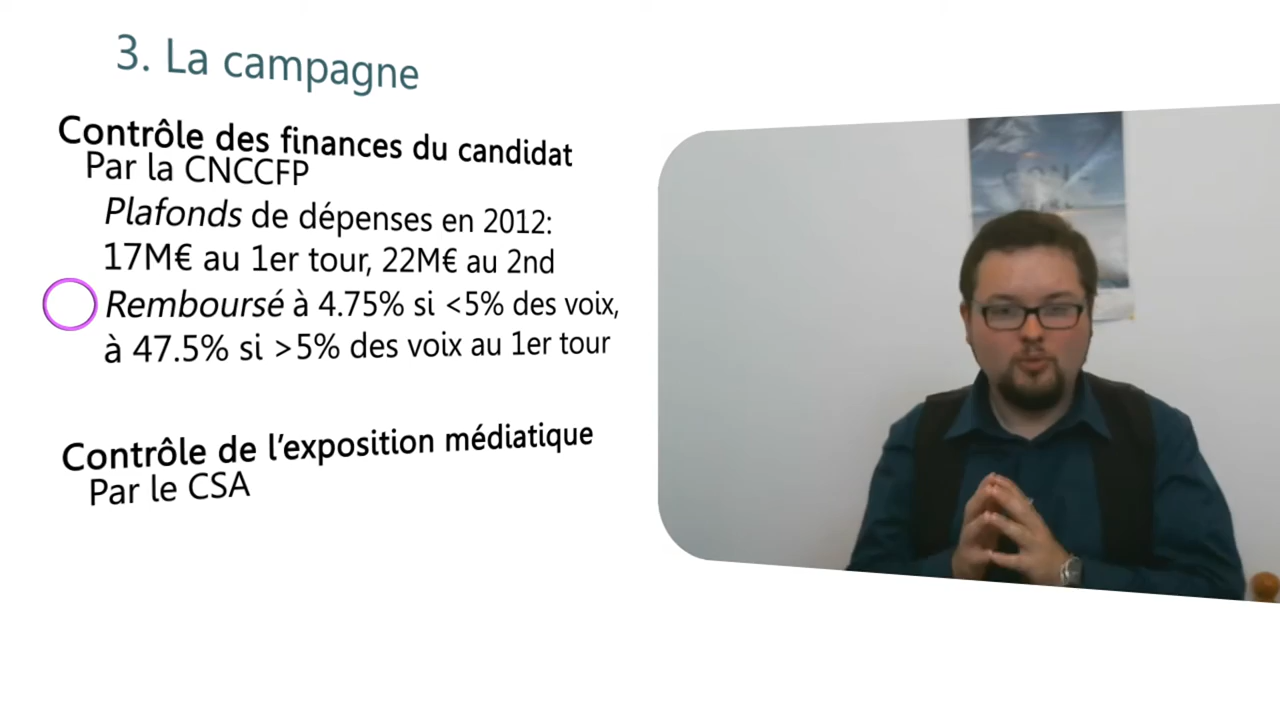 3. La campagne
Contrôle des finances du candidat
Par la CNCCFP
Plafonds de dépenses en 2012:
17M€ au 1er tour, 22M€ au 2nd
Remboursé à 4.75% si <5% des voix,
à 47.5% si >5% des voix au 1er tour
Contrôle de l'exposition médiatique
Par le CSA